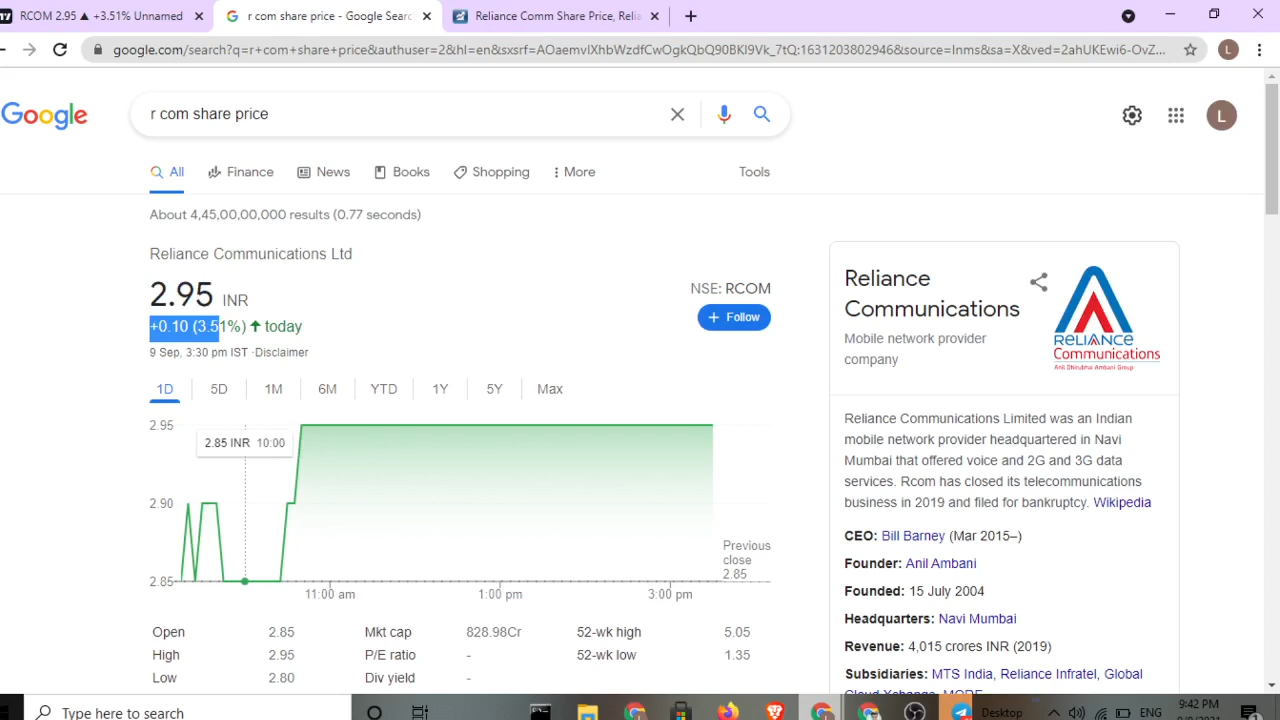 RCOM 2.95 ▲ +3.51% Unnamed
r com share price - Google Searc
Reliance Comm Share Price, Relia
google.com/search?q=r+com+share+price&authuser=2&hl=en&sxsrf=AOaemvIXhbWzdfCwOgkQbQ90BKI9Vk_7tQ:1631203802946&source=lnms&sa=X&ved=2ahUKEwi6-OvZ...
L
Google
r com share price
L
All
Finance
News
Books
Shopping
More
Tools
About 4,45,00,00,000 results (0.77 seconds)
Reliance Communications Ltd
2.95 INR
NSE: RCOM
+0.10 (3.51%) ↑ today
+ Follow
9 Sep, 3:30 pm IST · Disclaimer
1D 5D 1M 6M YTD 1Y 5Y Max
2.95
2.85 INR 10:00
2.90
2.85
Previous
close
2.85
11:00 am 1:00 pm 3:00 pm
Open 2.85 Mkt cap 828.98Cr 52-wk high 5.05
High 2.95 P/E ratio - 52-wk low 1.35
Low 2.80 Div yield -
Reliance
Communications
Mobile network provider
company
RELIANCE
Communications
Anil Dhirubhai Ambani Group
Reliance Communications Limited was an Indian
mobile network provider headquartered in Navi
Mumbai that offered voice and 2G and 3G data
services. Rcom has closed its telecommunications
business in 2019 and filed for bankruptcy. Wikipedia
CEO: Bill Barney (Mar 2015–)
Founder: Anil Ambani
Founded: 15 July 2004
Headquarters: Navi Mumbai
Revenue: 4,015 crores INR (2019)
Subsidiaries: MTS India, Reliance Infratel, Global
Cloud Xchange, MORE
Type here to search
Desktop
ENG
9:42 PM